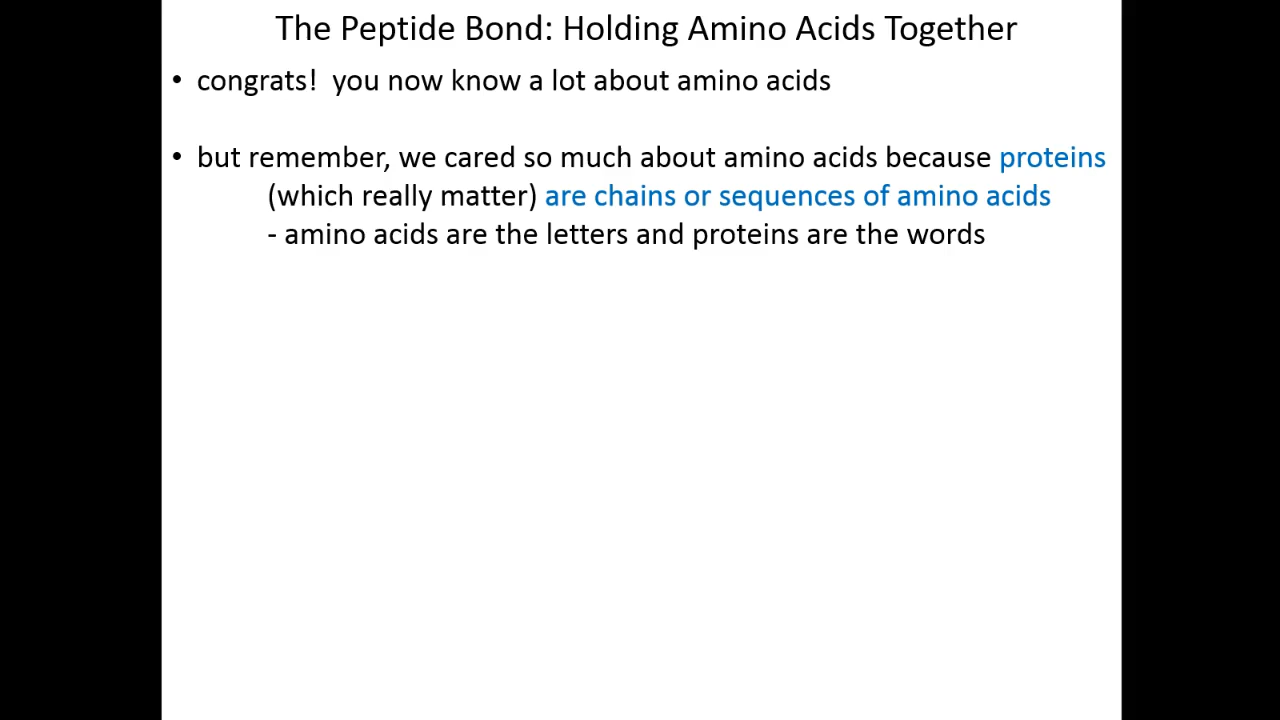 The Peptide Bond: Holding Amino Acids Together
• congrats!  you now know a lot about amino acids
• but remember, we cared so much about amino acids because proteins
(which really matter) are chains or sequences of amino acids
- amino acids are the letters and proteins are the words